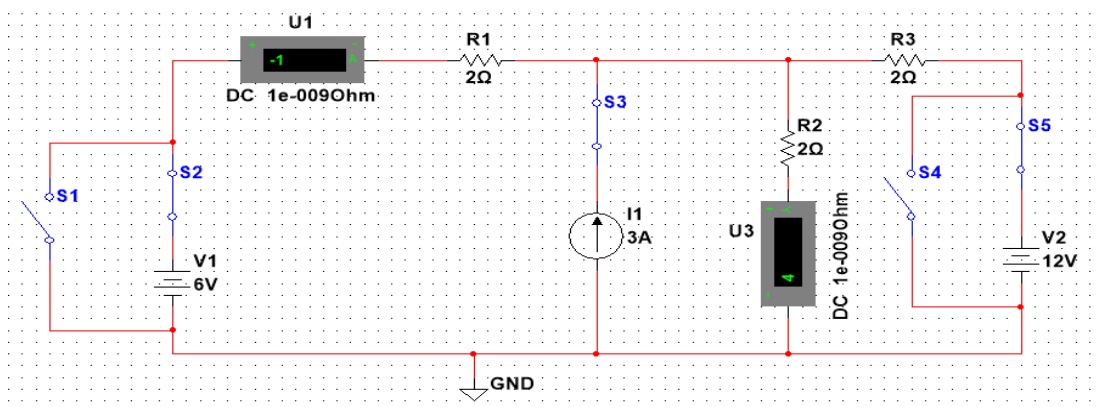 U1
-1
A
DC 1e-009Ohm
R1
2Ω
R3
2Ω
S3
R2
2Ω
S5
S2
S1
S4
I1
3A
U3
4
DC 1e-009Ohm
V1
6V
V2
12V
GND